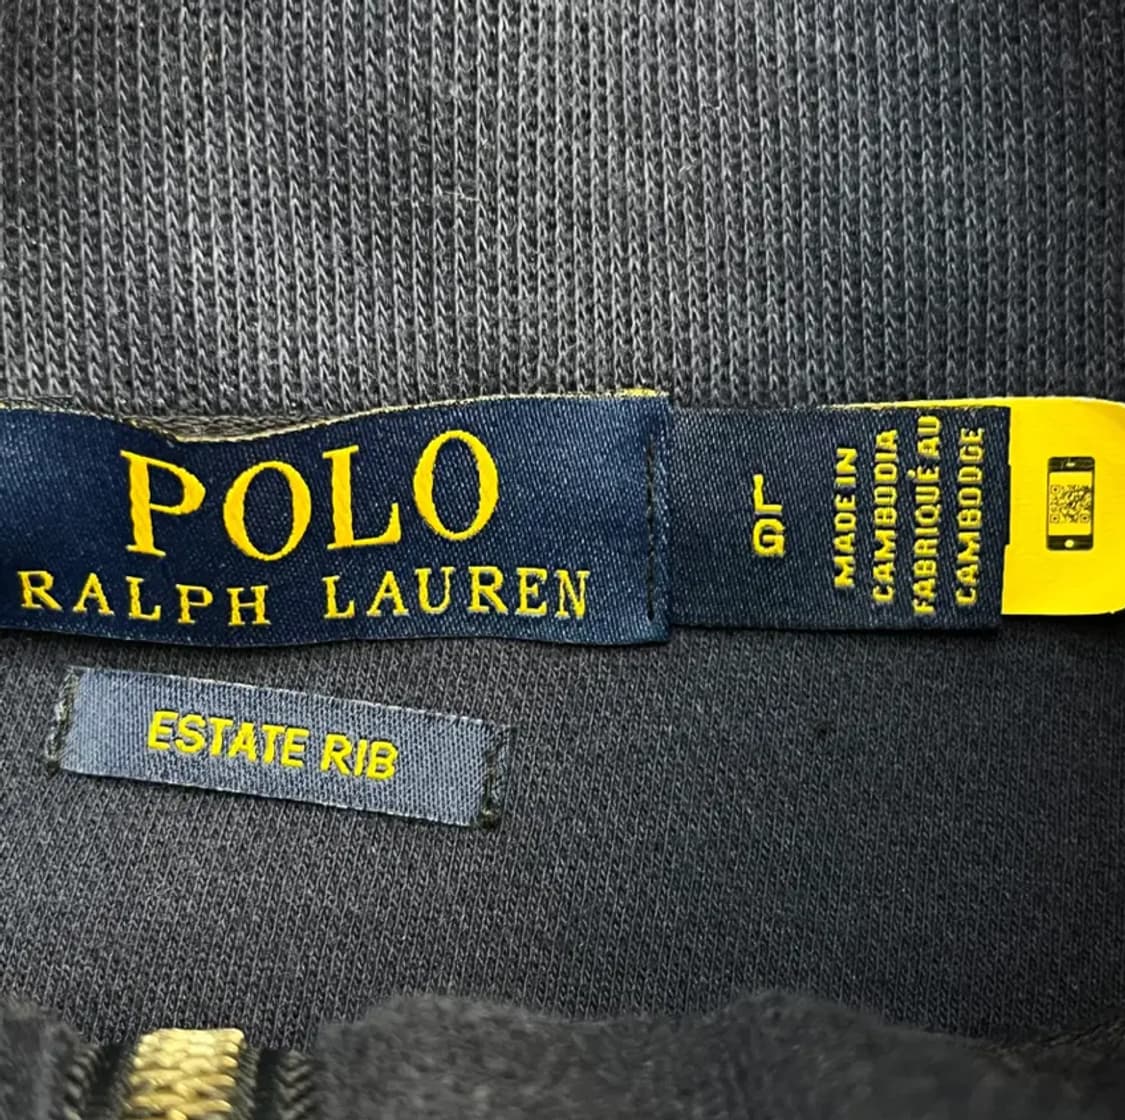 POLO
RALPH LAUREN
MADE IN
CAMBODIA
FABRIQUÉ AU
CAMBODGE
ESTATE RIB